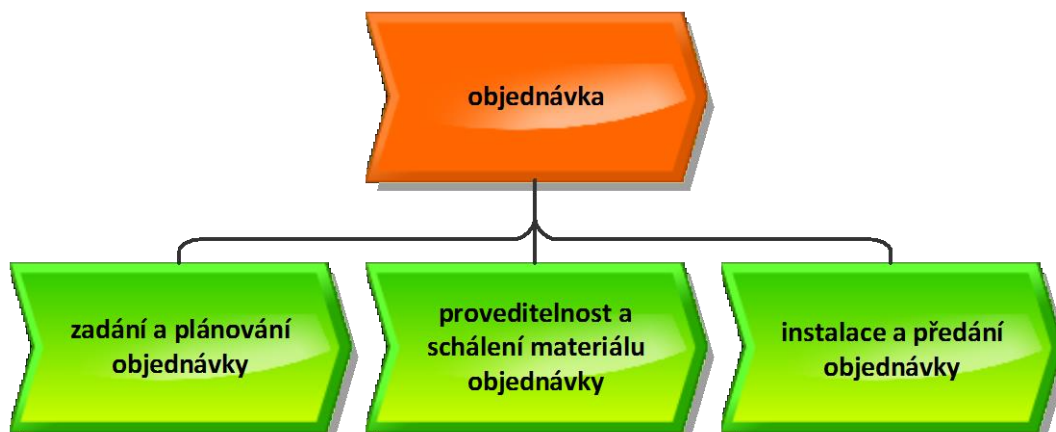 objednávka
zadání a plánování
objednávky
proveditelnost a
schálení materiálu
objednávky
instalace a předání
objednávky